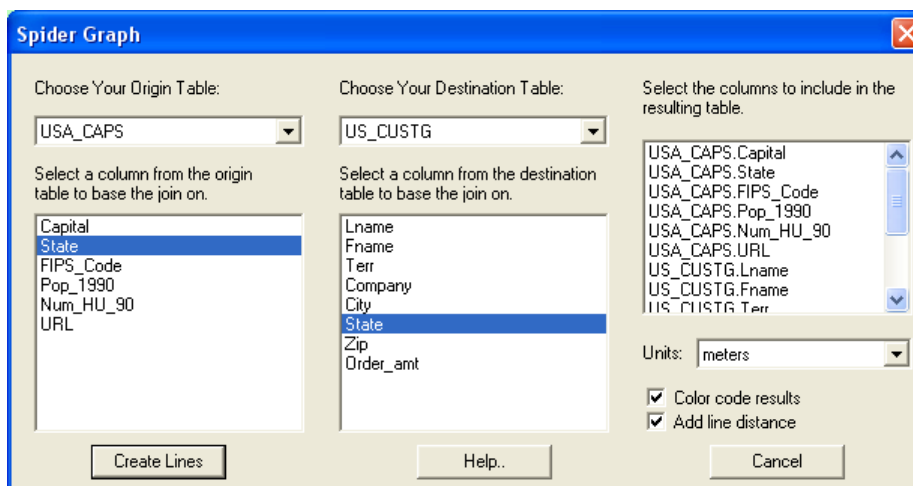 Spider Graph
Choose Your Origin Table:
USA_CAPS
Select a column from the origin
table to base the join on.
Capital
State
FIPS_Code
Pop_1990
Num_HU_90
URL
Create Lines
Choose Your Destination Table:
US_CUSTG
Select a column from the destination
table to base the join on.
Lname
Fname
Terr
Company
City
State
Zip
Order_amt
Help..
Select the columns to include in the
resulting table.
USA_CAPS.Capital
USA_CAPS.State
USA_CAPS.FIPS_Code
USA_CAPS.Pop_1990
USA_CAPS.Num_HU_90
USA_CAPS.URL
US_CUSTG.Lname
US_CUSTG.Fname
US_CUSTG.Terr
Units: meters
Color code results
Add line distance
Cancel